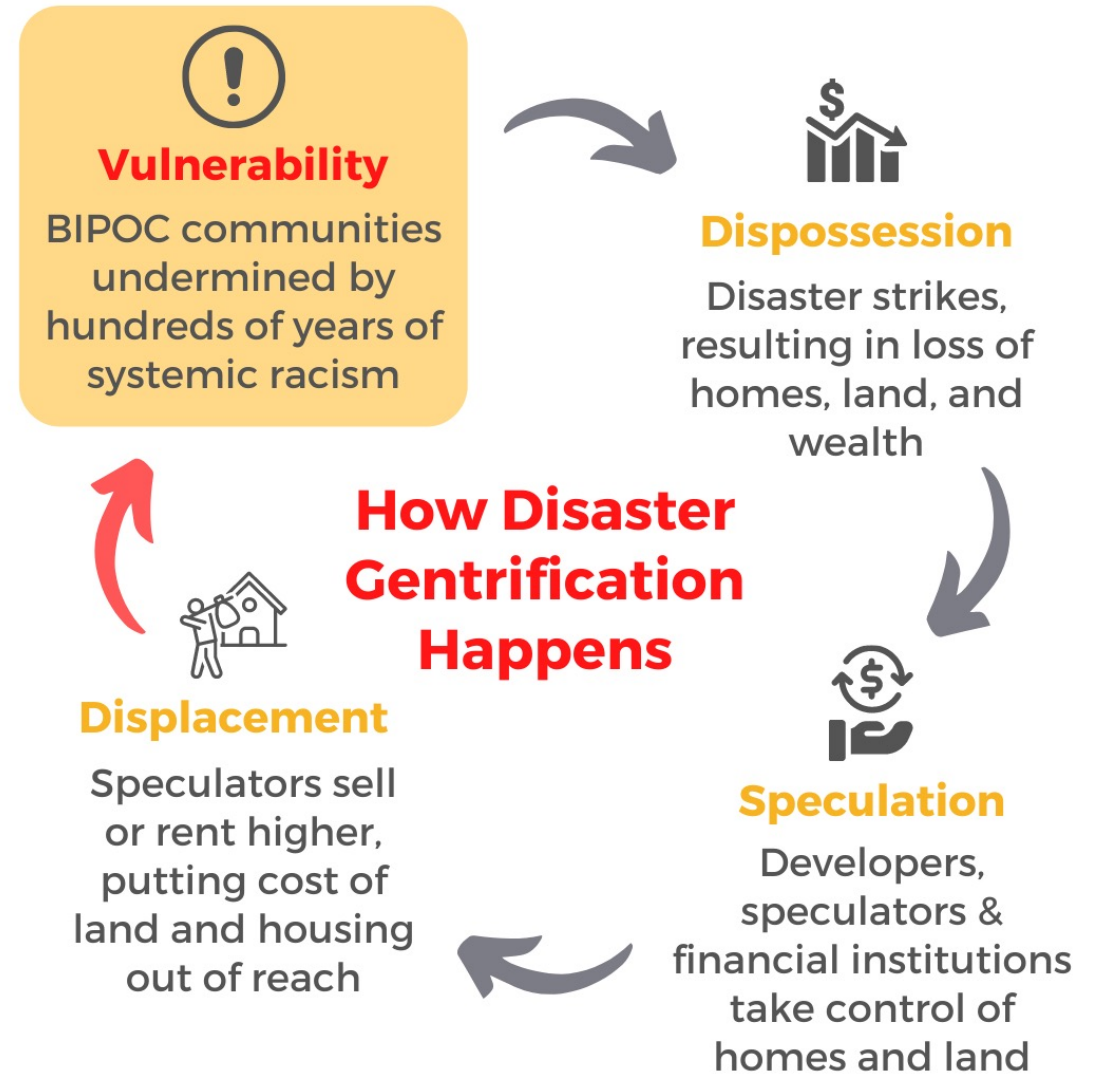 Vulnerability
BIPOC communities
undermined by
hundreds of years of
systemic racism
$
Dispossession
Disaster strikes,
resulting in loss of
homes, land, and
wealth
How Disaster
Gentrification
Happens
$
Speculation
Developers,
speculators &
financial institutions
take control of
homes and land
Displacement
Speculators sell
or rent higher,
putting cost of
land and housing
out of reach